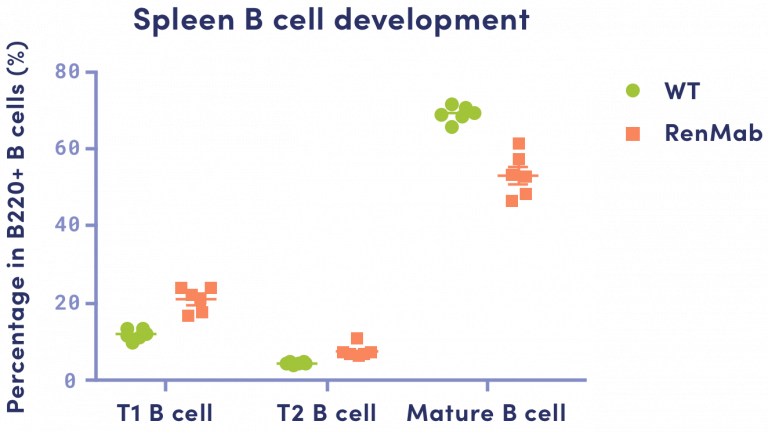 Spleen B cell development
Percentage in B220+ B cells (%)
80
60
40
20
0
T1 B cell
T2 B cell
Mature B cell
WT
RenMab